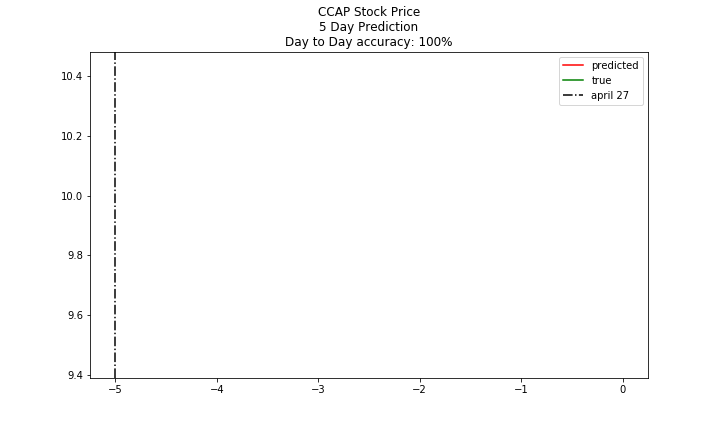 CCAP Stock Price
5 Day Prediction
Day to Day accuracy: 100%
predicted
true
april 27
10.4
10.2
10.0
9.8
9.6
9.4
−5
−4
−3
−2
−1
0